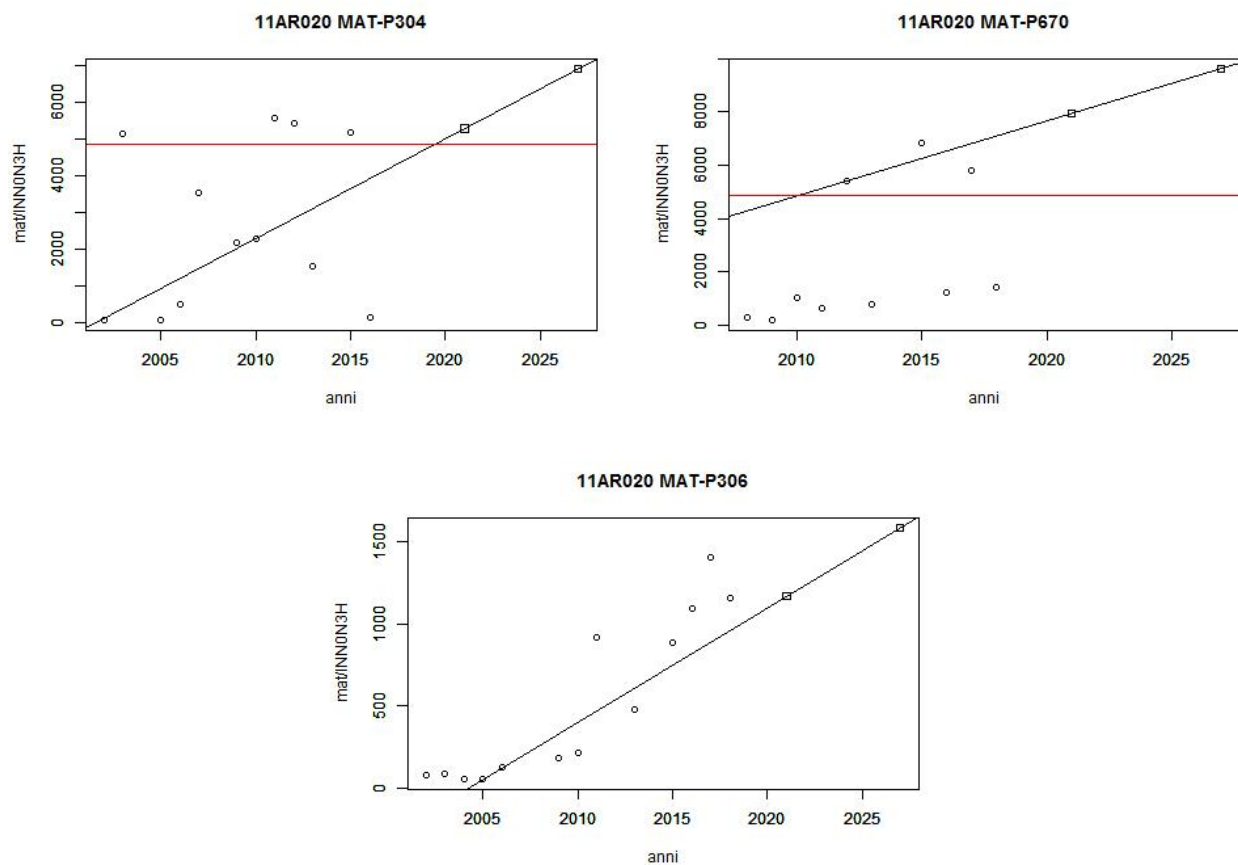 11AR020 MAT-P304
mat/INN0N3H
6000
4000
2000
0
2005 2010 2015 2020 2025
anni
11AR020 MAT-P670
mat/INN0N3H
8000
6000
4000
2000
0
2010 2015 2020 2025
anni
11AR020 MAT-P306
mat/INN0N3H
1500
1000
500
0
2005 2010 2015 2020 2025
anni